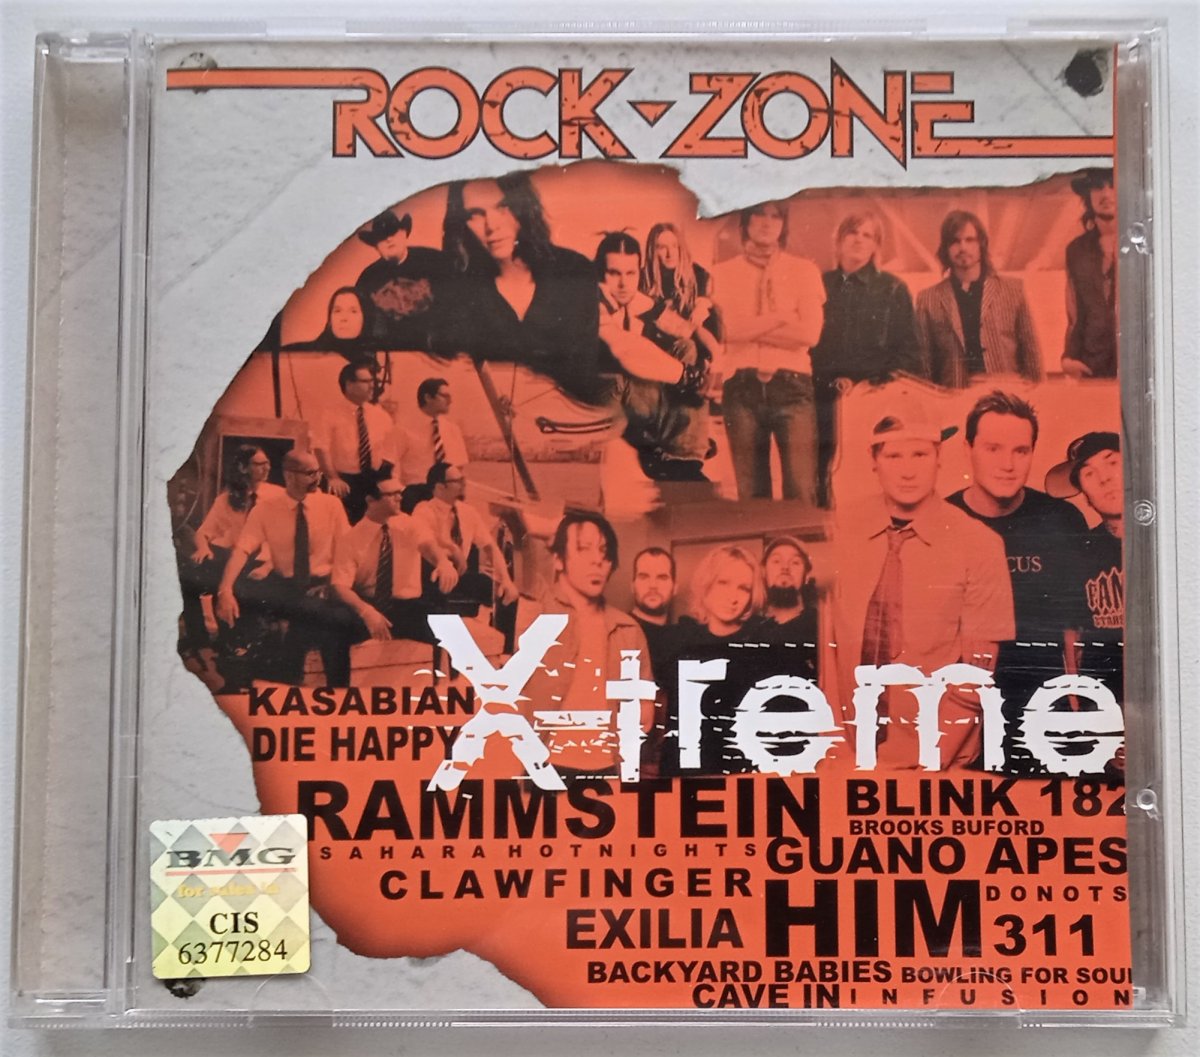 ROCK-ZONE
CUS
X-treme
KASABIAN
DIE HAPPY
RAMMSTEIN
BLINK 182
BROOKS BUFORD
SAHARA HOTNIGHTS
GUANO APES
CLAWFINGER
HIM
DONOTS
EXILIA
311
BACKYARD BABIES
BOWLING FOR SOU
CAVE IN
INFUSION
BMG
for sales in
CIS
6377284